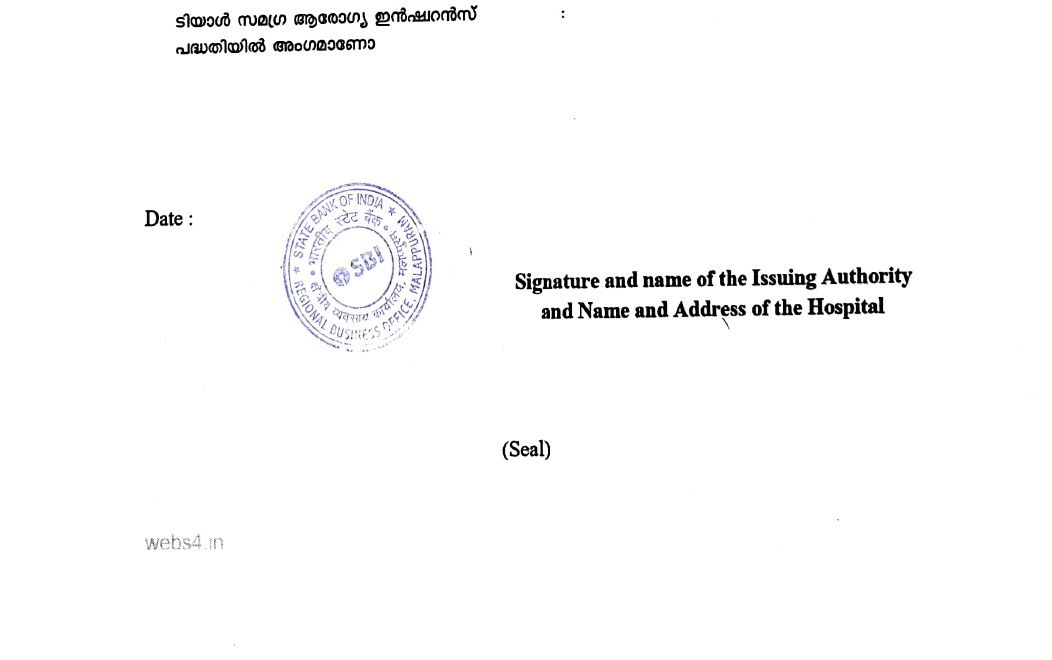 ടിയാൾ സമഗ്ര ആരോഗ്യ ഇൻഷ്വറൻസ് :
പദ്ധതിയിൽ അംഗമാണോ
Date :
★ STATE BANK OF INDIA ★
REGIONAL BUSINESS OFFICE, MALAPPURAM
भारतीय स्टेट बैंक
क्षेत्रीय व्यवसाय कार्यालय, मलप्पुरम
SBI
Signature and name of the Issuing Authority
and Name and Address of the Hospital
(Seal)
webs4.in